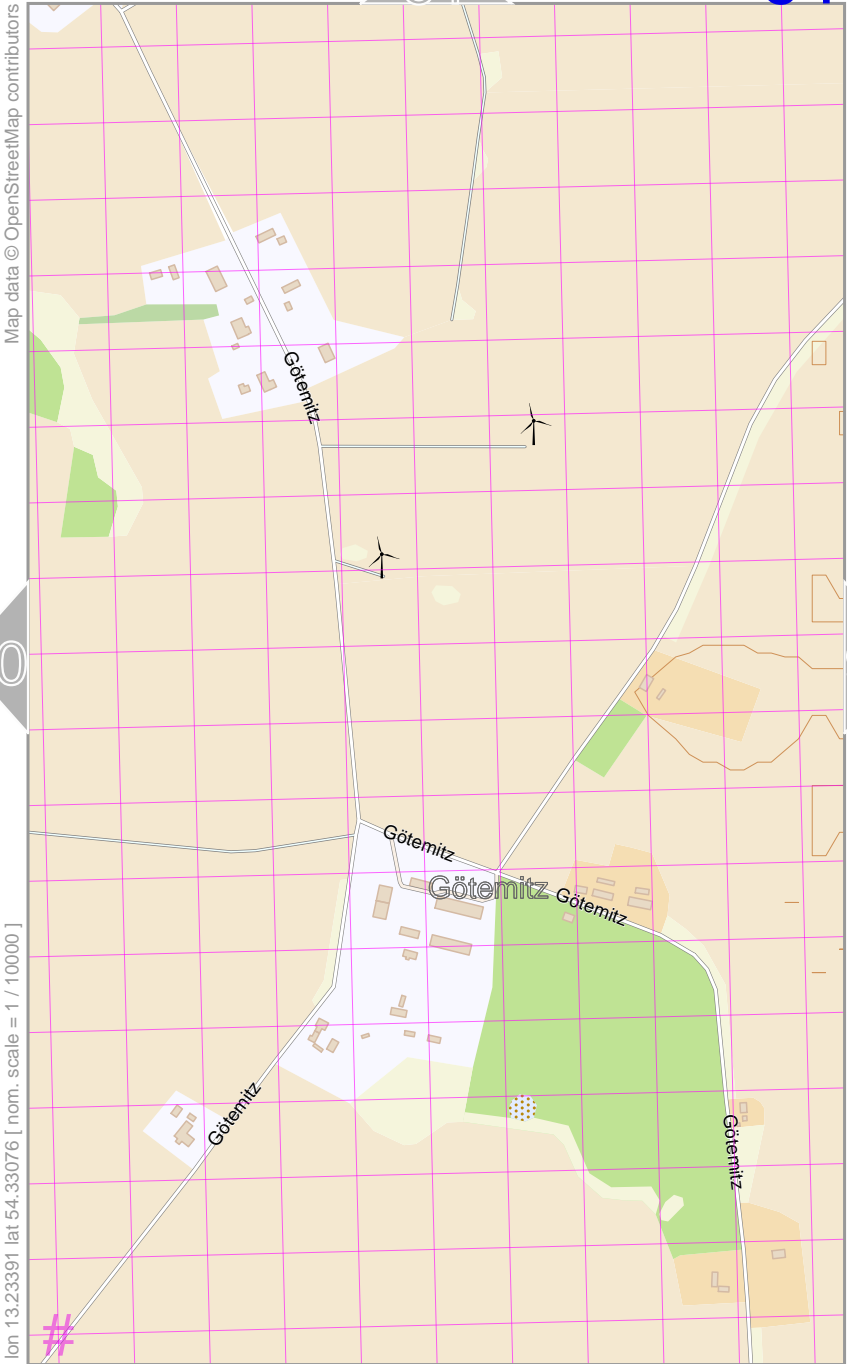 Map data © OpenStreetMap contributors
Götemitz
Götemitz
Götemitz
Götemitz
Götemitz
Götemitz
lon 13.23391 lat 54.33076 [ nom. scale = 1 / 10000 ]
#